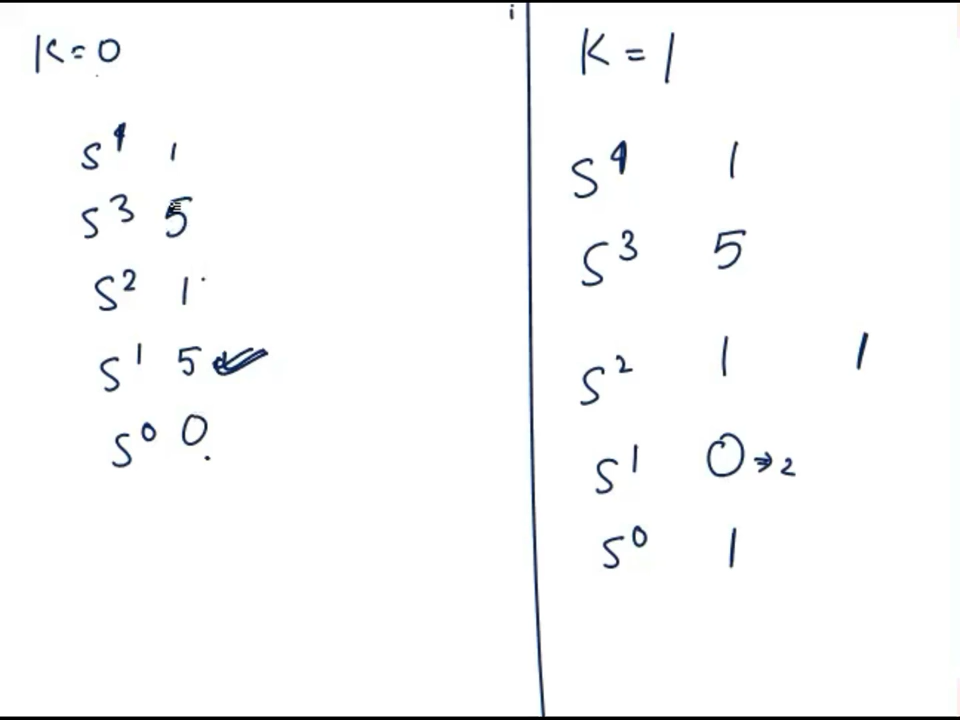 K=0
S⁴ 1
S³ 5
S² 1
S¹ 5
S⁰ 0
K=1
S⁴ 1
S³ 5
S² 1 1
S¹ 0→2
S⁰ 1